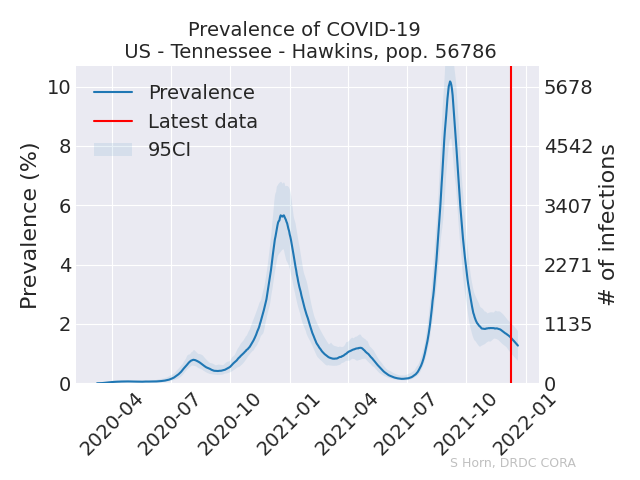 Prevalence of COVID-19
US - Tennessee - Hawkins, pop. 56786
Prevalence
Latest data
95CI
Prevalence (%)
10
8
6
4
2
0
5678
4542
3407
2271
1135
0
# of infections
2020-04
2020-07
2020-10
2021-01
2021-04
2021-07
2021-10
2022-01
S Horn, DRDC CORA